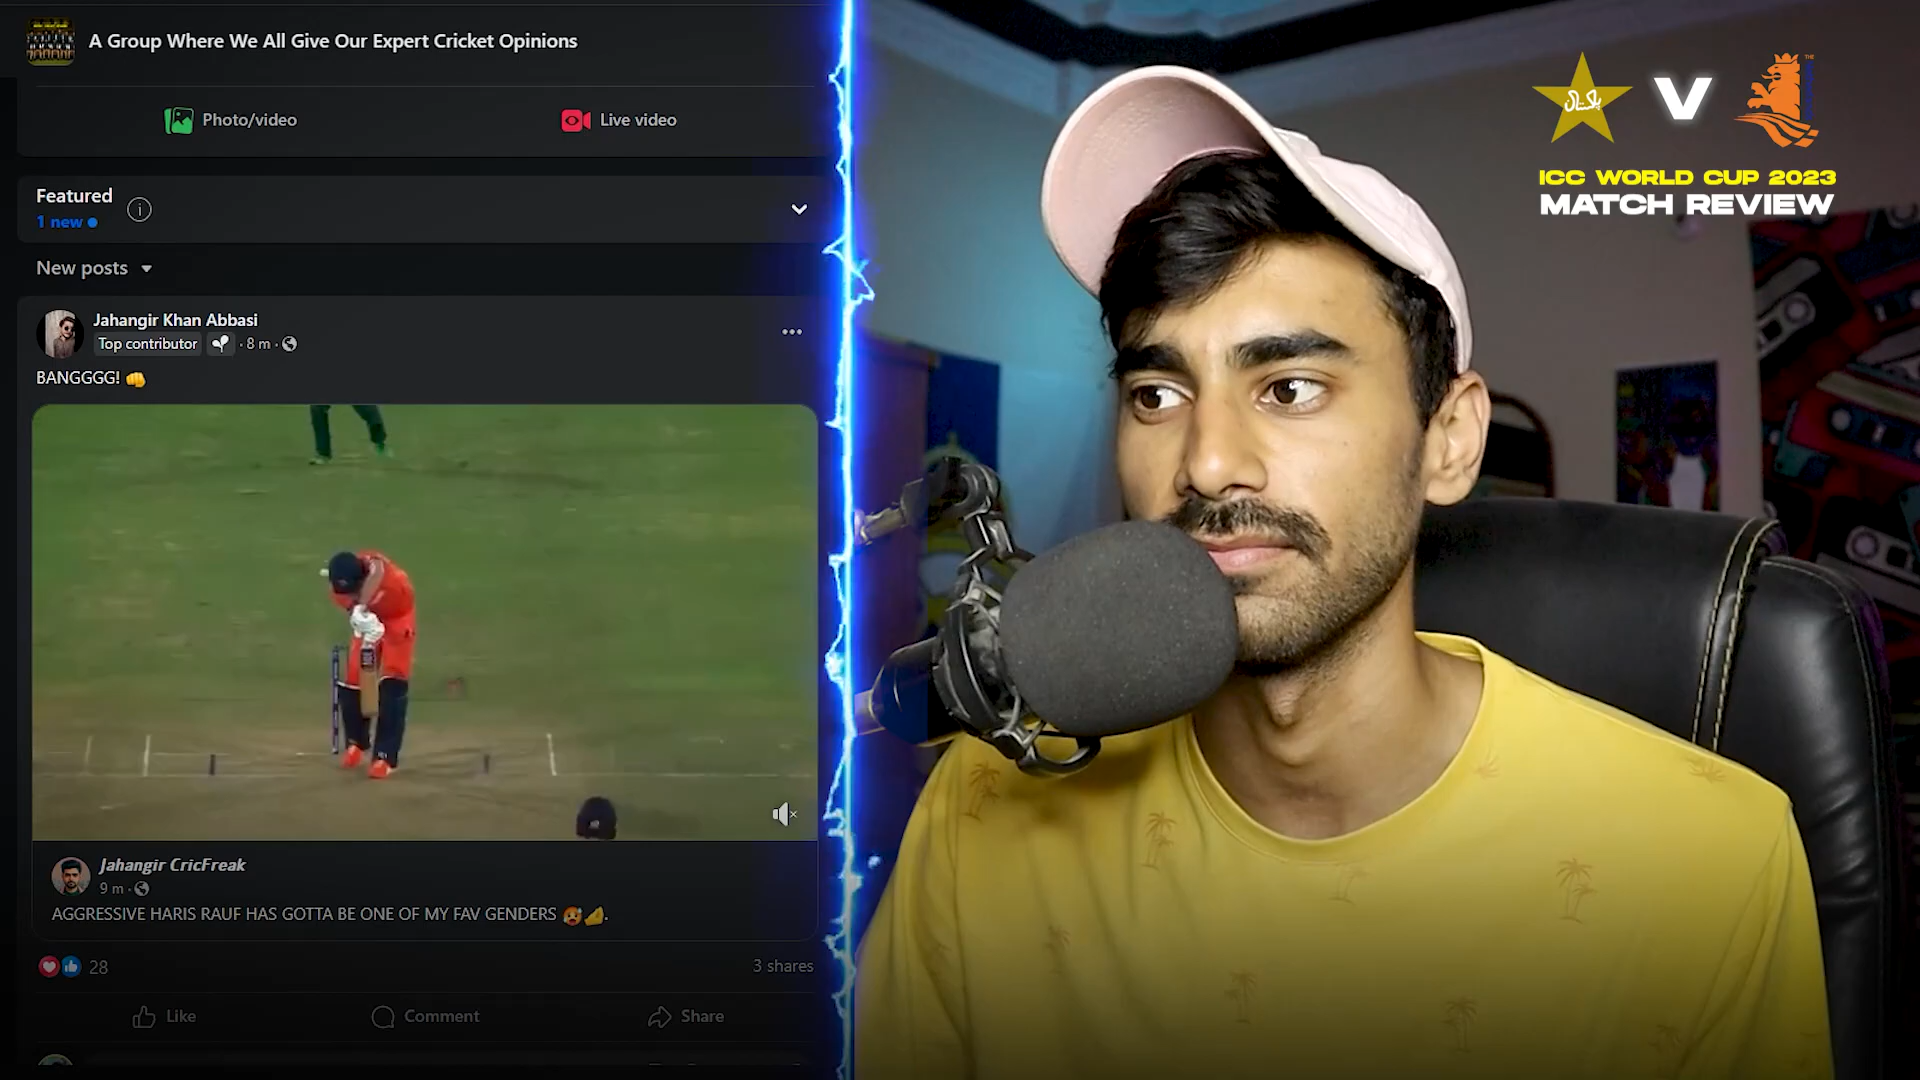 A Group Where We All Give Our Expert Cricket Opinions
Photo/video
Live video
Featured
1 new
New posts
Jahangir Khan Abbasi
Top contributor · 8 m ·
BANGGGG! 👊
Jahangir CricFreak
9 m ·
AGGRESSIVE HARIS RAUF HAS GOTTA BE ONE OF MY FAV GENDERS 🥵🤌.
28
3 shares
Like
Comment
Share
پاکستان
V
THE
ICC WORLD CUP 2023
MATCH REVIEW